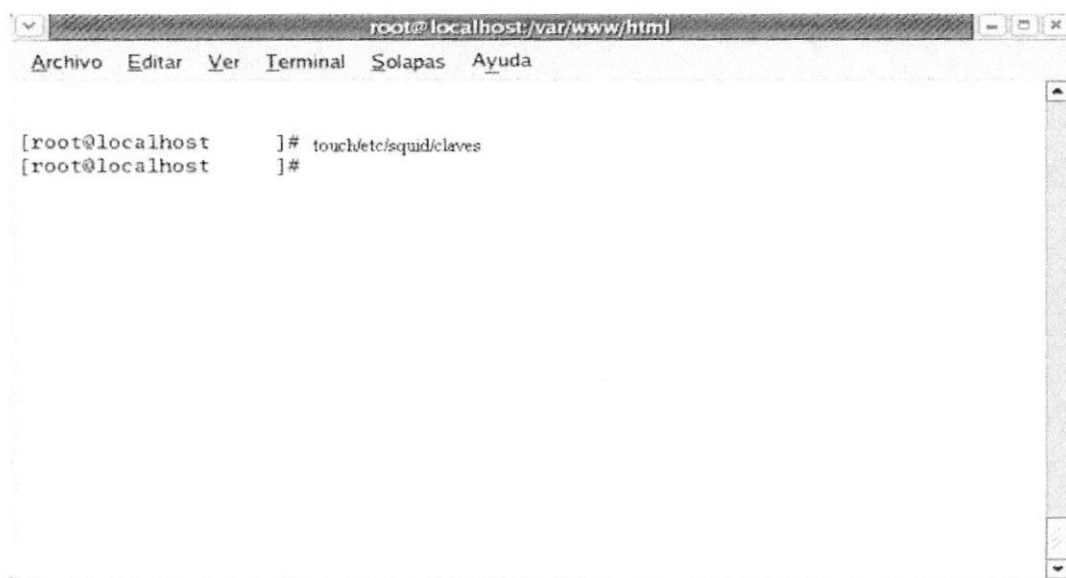 root@localhost:/var/www/html
Archivo Editar Ver Terminal Solapas Ayuda
[root@localhost ]# touch/etc/squid/claves
[root@localhost ]#